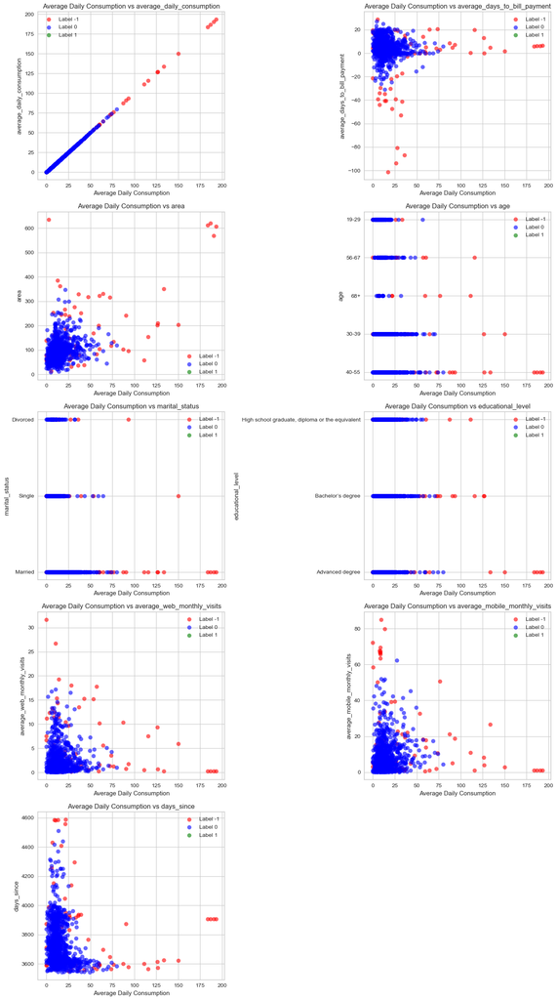 Average Daily Consumption vs average_daily_consumption
average_daily_consumption
200
175
150
125
100
75
50
25
0
Label -1
Label 0
Label 1
0 25 50 75 100 125 150 175 200
Average Daily Consumption
Average Daily Consumption vs average_days_to_bill_payment
average_days_to_bill_payment
20
0
−20
−40
−60
−80
−100
Label -1
Label 0
Label 1
0 25 50 75 100 125 150 175 200
Average Daily Consumption
Average Daily Consumption vs area
area
600
500
400
300
200
100
0
Label -1
Label 0
Label 1
0 25 50 75 100 125 150 175 200
Average Daily Consumption
Average Daily Consumption vs age
age
19-29
56-67
68+
30-39
40-55
Label -1
Label 0
Label 1
0 25 50 75 100 125 150 175 200
Average Daily Consumption
Average Daily Consumption vs marital_status
marital_status
Divorced
Single
Married
Label -1
Label 0
Label 1
0 25 50 75 100 125 150 175 200
Average Daily Consumption
Average Daily Consumption vs educational_level
educational_level
High school graduate, diploma or the equivalent
Bachelor's degree
Advanced degree
Label -1
Label 0
Label 1
0 25 50 75 100 125 150 175 200
Average Daily Consumption
Average Daily Consumption vs average_web_monthly_visits
average_web_monthly_visits
30
25
20
15
10
5
0
Label -1
Label 0
Label 1
0 25 50 75 100 125 150 175 200
Average Daily Consumption
Average Daily Consumption vs average_mobile_monthly_visits
average_mobile_monthly_visits
80
60
40
20
0
Label -1
Label 0
Label 1
0 25 50 75 100 125 150 175 200
Average Daily Consumption
Average Daily Consumption vs days_since
days_since
4600
4400
4200
4000
3800
3600
Label -1
Label 0
Label 1
0 25 50 75 100 125 150 175 200
Average Daily Consumption